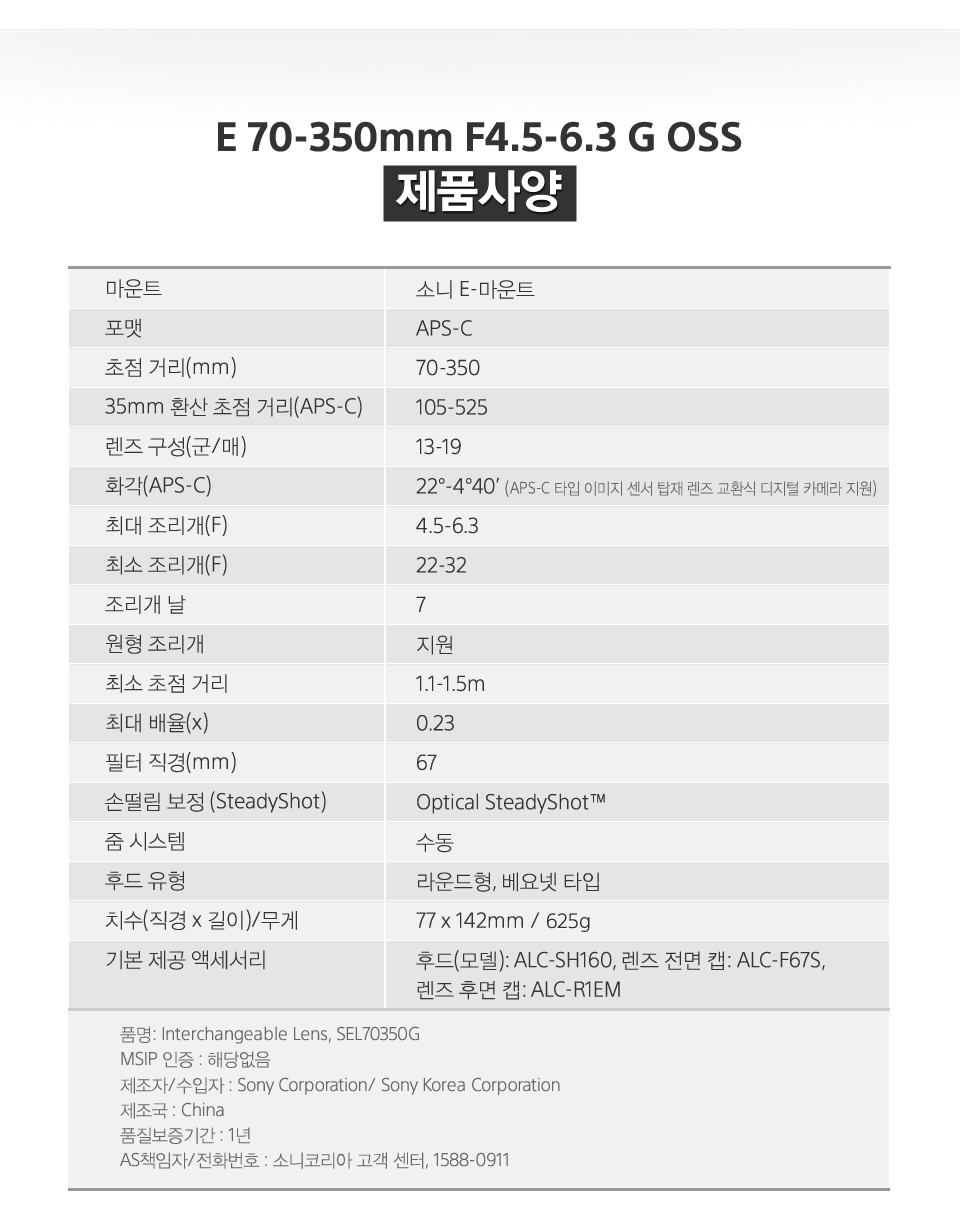 E 70-350mm F4.5-6.3 G OSS
제품사양
마운트 소니 E-마운트
포맷 APS-C
초점 거리(mm) 70-350
35mm 환산 초점 거리(APS-C) 105-525
렌즈 구성(군/매) 13-19
화각(APS-C) 22°-4°40′ (APS-C 타입 이미지 센서 탑재 렌즈 교환식 디지털 카메라 지원)
최대 조리개(F) 4.5-6.3
최소 조리개(F) 22-32
조리개 날 7
원형 조리개 지원
최소 초점 거리 1.1-1.5m
최대 배율(x) 0.23
필터 직경(mm) 67
손떨림 보정 (SteadyShot) Optical SteadyShot™
줌 시스템 수동
후드 유형 라운드형, 베요넷 타입
치수(직경 x 길이)/무게 77 x 142mm / 625g
기본 제공 액세서리 후드(모델): ALC-SH160, 렌즈 전면 캡: ALC-F67S,
렌즈 후면 캡: ALC-R1EM
품명: Interchangeable Lens, SEL70350G
MSIP 인증 : 해당없음
제조자/수입자 : Sony Corporation/ Sony Korea Corporation
제조국 : China
품질보증기간 : 1년
AS책임자/전화번호 : 소니코리아 고객 센터, 1588-0911